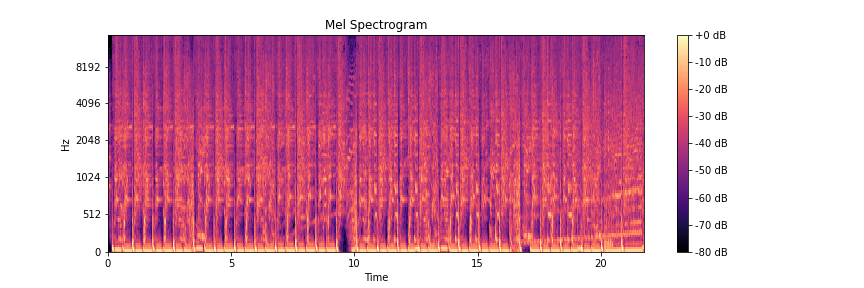 Mel Spectrogram
Hz
8192
4096
2048
1024
512
0
0 5 10 15 20
Time
+0 dB
-10 dB
-20 dB
-30 dB
-40 dB
-50 dB
-60 dB
-70 dB
-80 dB